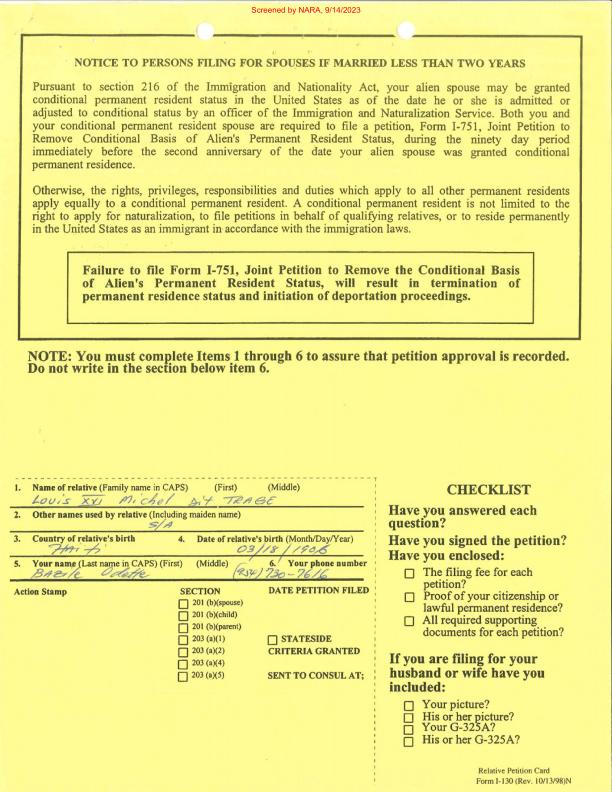 Screened by NARA, 9/14/2023
NOTICE TO PERSONS FILING FOR SPOUSES IF MARRIED LESS THAN TWO YEARS
Pursuant to section 216 of the Immigration and Nationality Act, your alien spouse may be granted
conditional permanent resident status in the United States as of the date he or she is admitted or
adjusted to conditional status by an officer of the Immigration and Naturalization Service. Both you and
your conditional permanent resident spouse are required to file a petition, Form I-751, Joint Petition to
Remove Conditional Basis of Alien's Permanent Resident Status, during the ninety day period
immediately before the second anniversary of the date your alien spouse was granted conditional
permanent residence.
Otherwise, the rights, privileges, responsibilities and duties which apply to all other permanent residents
apply equally to a conditional permanent resident. A conditional permanent resident is not limited to the
right to apply for naturalization, to file petitions in behalf of qualifying relatives, or to reside permanently
in the United States as an immigrant in accordance with the immigration laws.
Failure to file Form I-751, Joint Petition to Remove the Conditional Basis
of Alien's Permanent Resident Status, will result in termination of
permanent residence status and initiation of deportation proceedings.
NOTE: You must complete Items 1 through 6 to assure that petition approval is recorded.
Do not write in the section below item 6.
1. Name of relative (Family name in CAPS) (First) (Middle)
Louis XXI Michel dit
2. Other names used by relative (Including maiden name)
S/A
3. Country of relative's birth 4. Date of relative's birth (Month/Day/Year)
Haiti 03/18/
5. Your name (Last name in CAPS) (First) (Middle) 6. Your phone number
Bazile Odette (954) 730-7616
Action Stamp SECTION DATE PETITION FILED
201 (b)(spouse)
201 (b)(child)
201 (b)(parent)
203 (a)(1) STATESIDE
203 (a)(2) CRITERIA GRANTED
203 (a)(4)
203 (a)(5) SENT TO CONSUL AT;
CHECKLIST
Have you answered each
question?
Have you signed the petition?
Have you enclosed:
The filing fee for each
petition?
Proof of your citizenship or
lawful permanent residence?
All required supporting
documents for each petition?
If you are filing for your
husband or wife have you
included:
Your picture?
His or her picture?
Your G-325A?
His or her G-325A?
Relative Petition Card
Form I-130 (Rev. 10/13/98)N